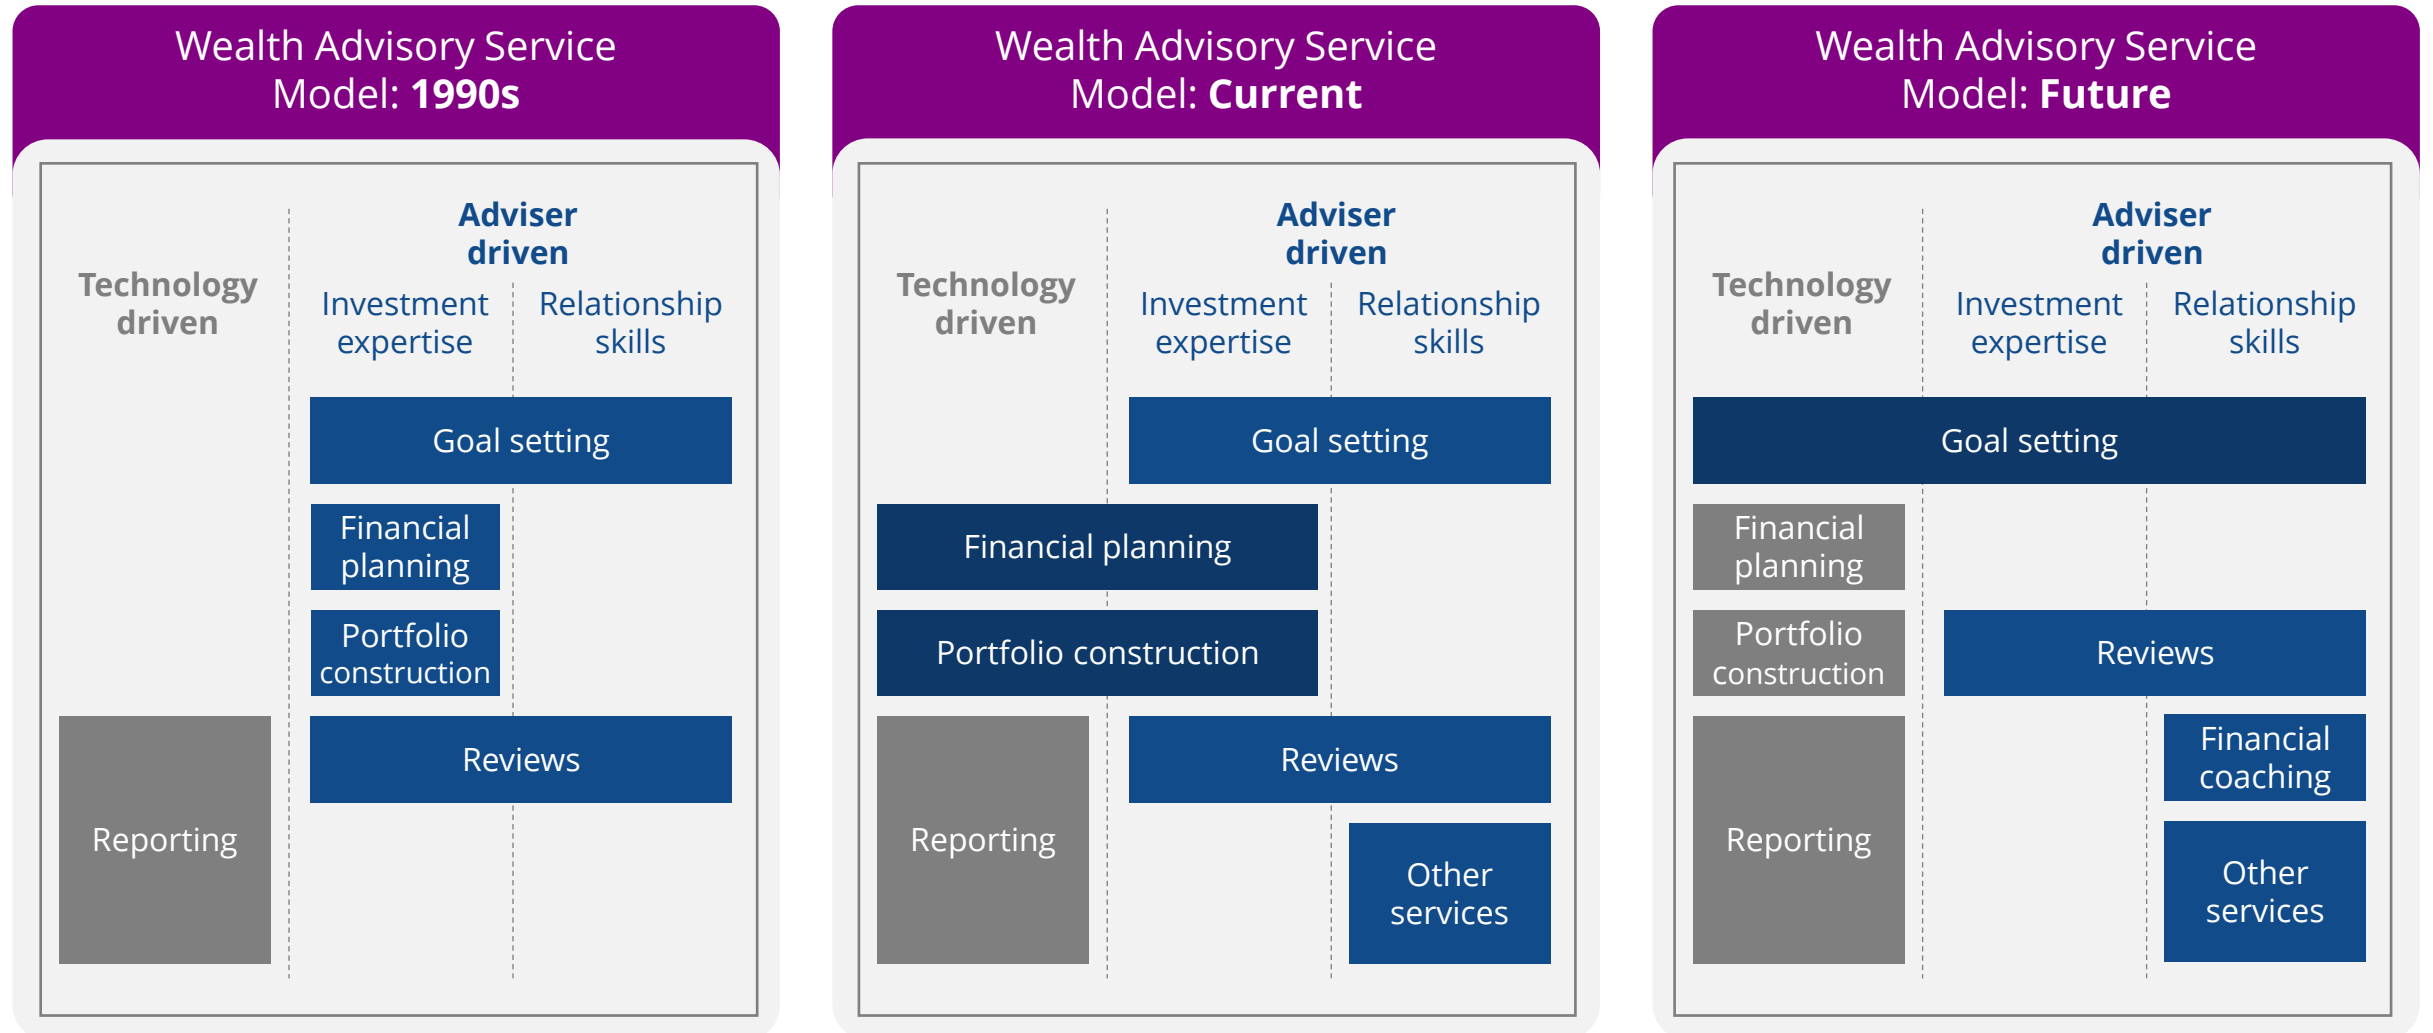 Wealth Advisory Service
Model: 1990s
Technology
driven
Adviser
driven
Investment
expertise
Relationship
skills
Goal setting
Financial
planning
Portfolio
construction
Reviews
Reporting
Wealth Advisory Service
Model: Current
Technology
driven
Adviser
driven
Investment
expertise
Relationship
skills
Goal setting
Financial planning
Portfolio construction
Reviews
Reporting
Other
services
Wealth Advisory Service
Model: Future
Technology
driven
Adviser
driven
Investment
expertise
Relationship
skills
Goal setting
Financial
planning
Portfolio
construction
Reviews
Financial
coaching
Reporting
Other
services